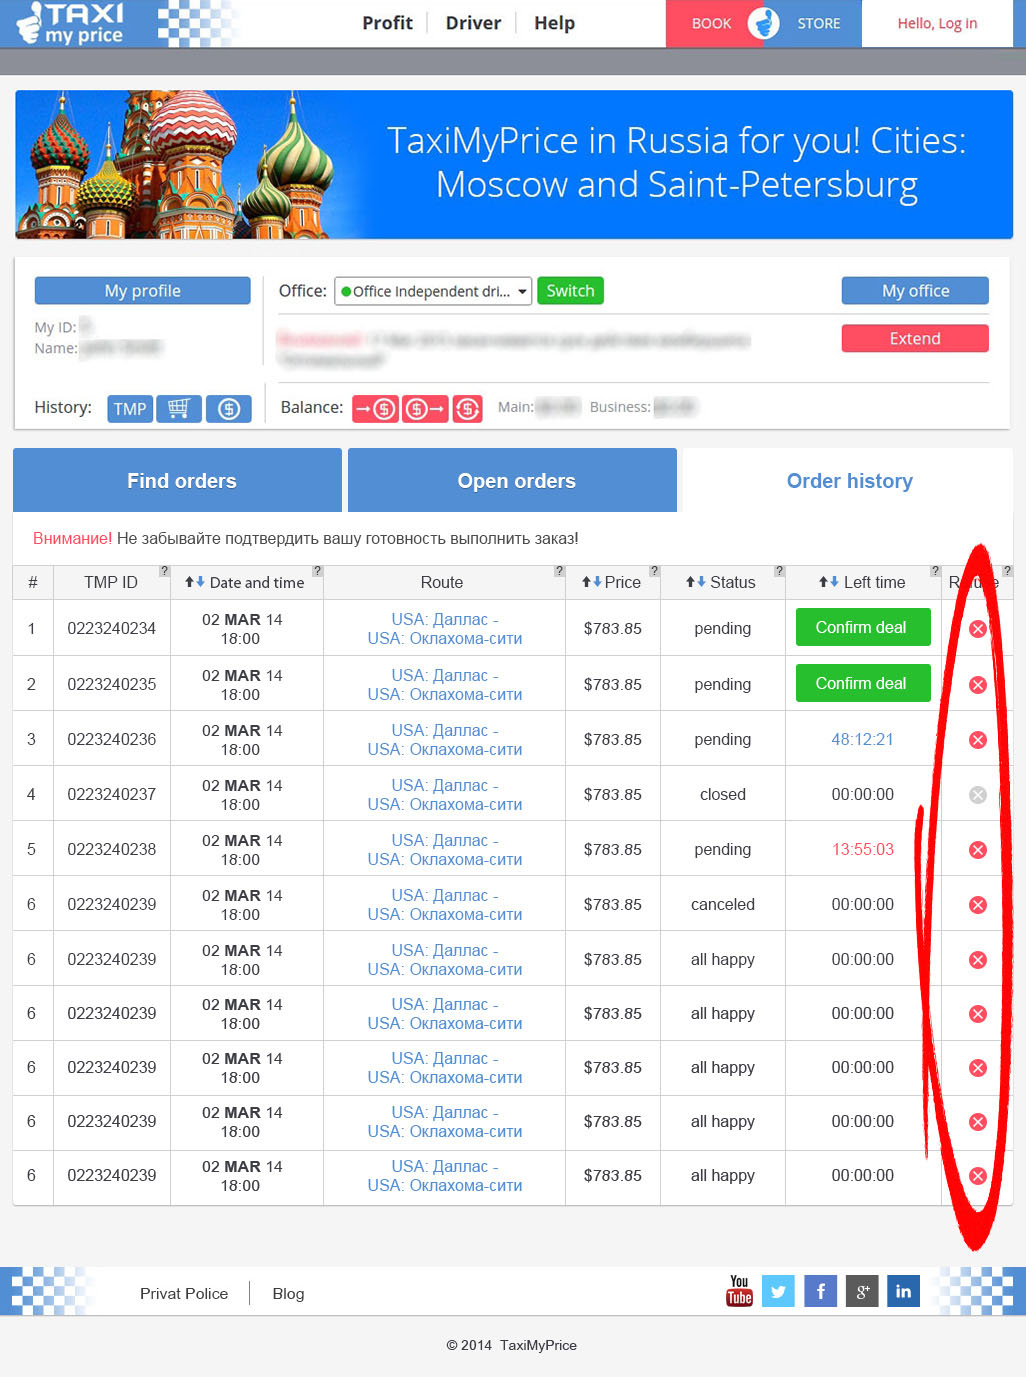 TAXI
my price
Profit
Driver
Help
BOOK
STORE
Hello, Log in
TaxiMyPrice in Russia for you! Cities:
Moscow and Saint-Petersburg
My profile
Office:
Office Independent dri...
Switch
My office
My ID:
Name:
Extend
History:
TMP
Balance:
Main:
Business:
Find orders
Open orders
Order history
Внимание! Не забывайте подтвердить вашу готовность выполнить заказ!
# TMP ID ? Date and time ? Route ? Price ? Status ? Left time ? ?
1 0223240234 02 MAR 14 18:00 USA: Даллас - USA: Оклахома-сити $783.85 pending Confirm deal
2 0223240235 02 MAR 14 18:00 USA: Даллас - USA: Оклахома-сити $783.85 pending Confirm deal
3 0223240236 02 MAR 14 18:00 USA: Даллас - USA: Оклахома-сити $783.85 pending 48:12:21
4 0223240237 02 MAR 14 18:00 USA: Даллас - USA: Оклахома-сити $783.85 closed 00:00:00
5 0223240238 02 MAR 14 18:00 USA: Даллас - USA: Оклахома-сити $783.85 pending 13:55:03
6 0223240239 02 MAR 14 18:00 USA: Даллас - USA: Оклахома-сити $783.85 canceled 00:00:00
6 0223240239 02 MAR 14 18:00 USA: Даллас - USA: Оклахома-сити $783.85 all happy 00:00:00
6 0223240239 02 MAR 14 18:00 USA: Даллас - USA: Оклахома-сити $783.85 all happy 00:00:00
6 0223240239 02 MAR 14 18:00 USA: Даллас - USA: Оклахома-сити $783.85 all happy 00:00:00
6 0223240239 02 MAR 14 18:00 USA: Даллас - USA: Оклахома-сити $783.85 all happy 00:00:00
6 0223240239 02 MAR 14 18:00 USA: Даллас - USA: Оклахома-сити $783.85 all happy 00:00:00
Privat Police
Blog
You
Tube
f
g+
in
© 2014 TaxiMyPrice